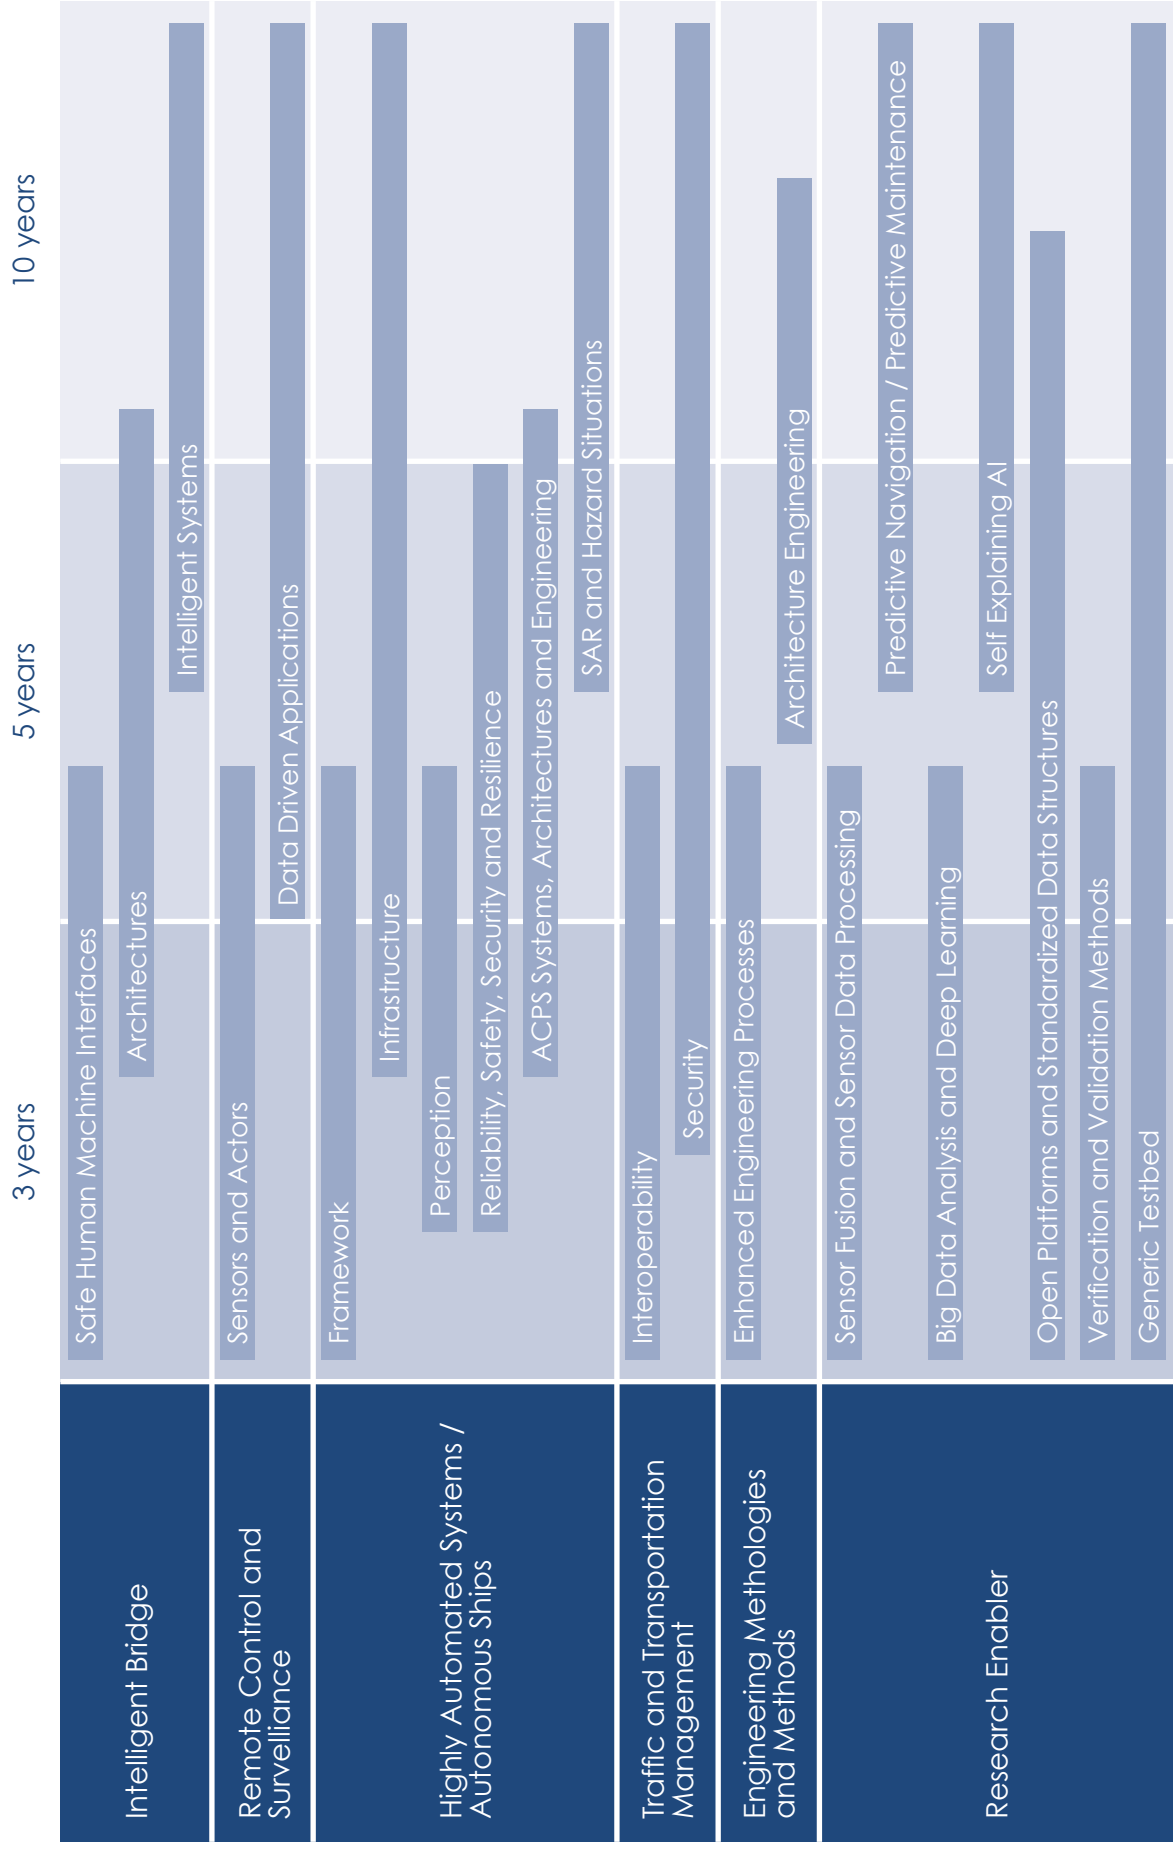 3 years
5 years
10 years
Intelligent Bridge
Safe Human Machine Interfaces
Architectures
Intelligent Systems
Remote Control and
Survelliance
Sensors and Actors
Data Driven Applications
Highly Automated Systems /
Autonomous Ships
Framework
Infrastructure
Perception
Reliability, Safety, Security and Resilience
ACPS Systems, Architectures and Engineering
SAR and Hazard Situations
Traffic and Transportation
Management
Interoperability
Security
Engineering Methologies
and Methods
Enhanced Engineering Processes
Architecture Engineering
Research Enabler
Sensor Fusion and Sensor Data Processing
Predictive Navigation / Predictive Maintenance
Big Data Analysis and Deep Learning
Self Explaining AI
Open Platforms and Standardized Data Structures
Verification and Validation Methods
Generic Testbed